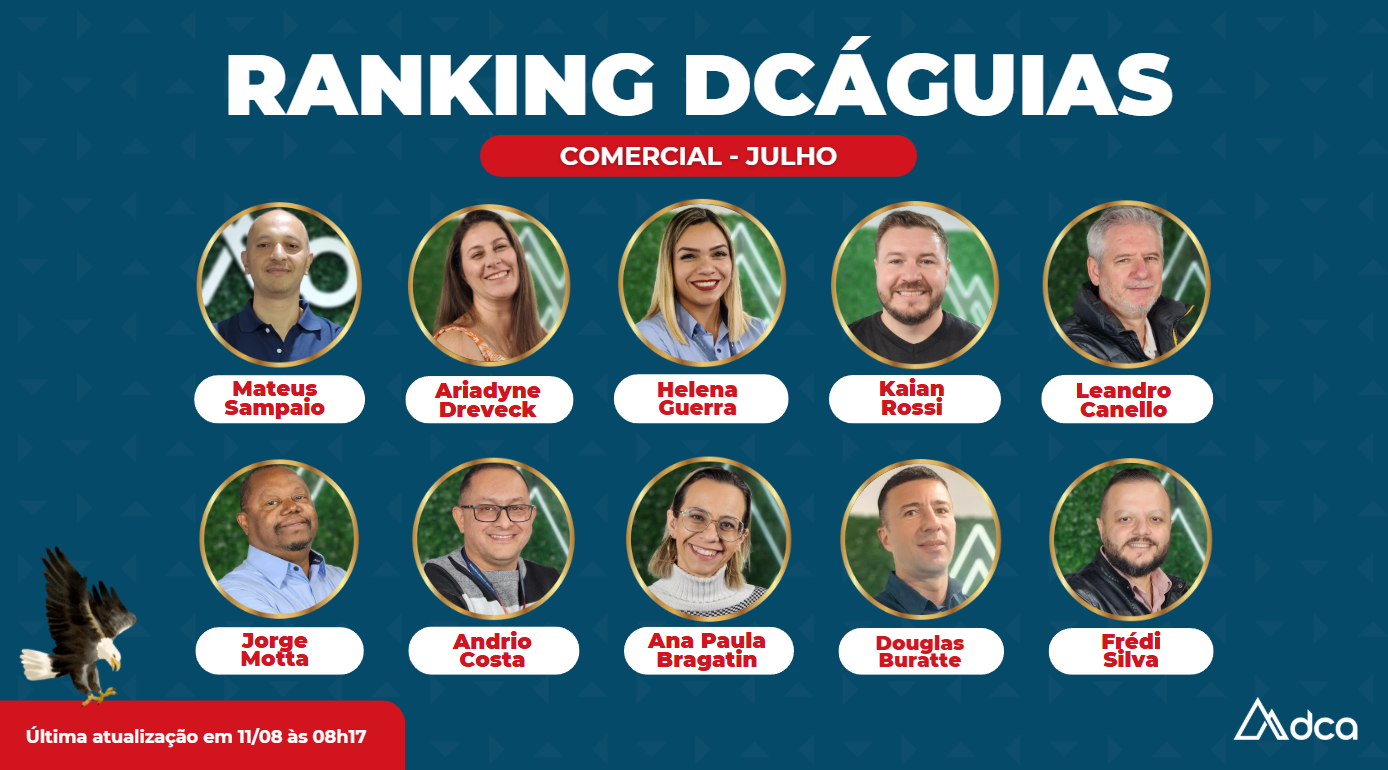 RANKING DCÁGUIAS
COMERCIAL - JULHO
Mateus
Sampaio
Ariadyne
Dreveck
Helena
Guerra
Kaian
Rossi
Leandro
Canello
Jorge
Motta
Andrio
Costa
Ana Paula
Bragatin
Douglas
Buratte
Frédi
Silva
Última atualização em 11/08 às 08h17
dca